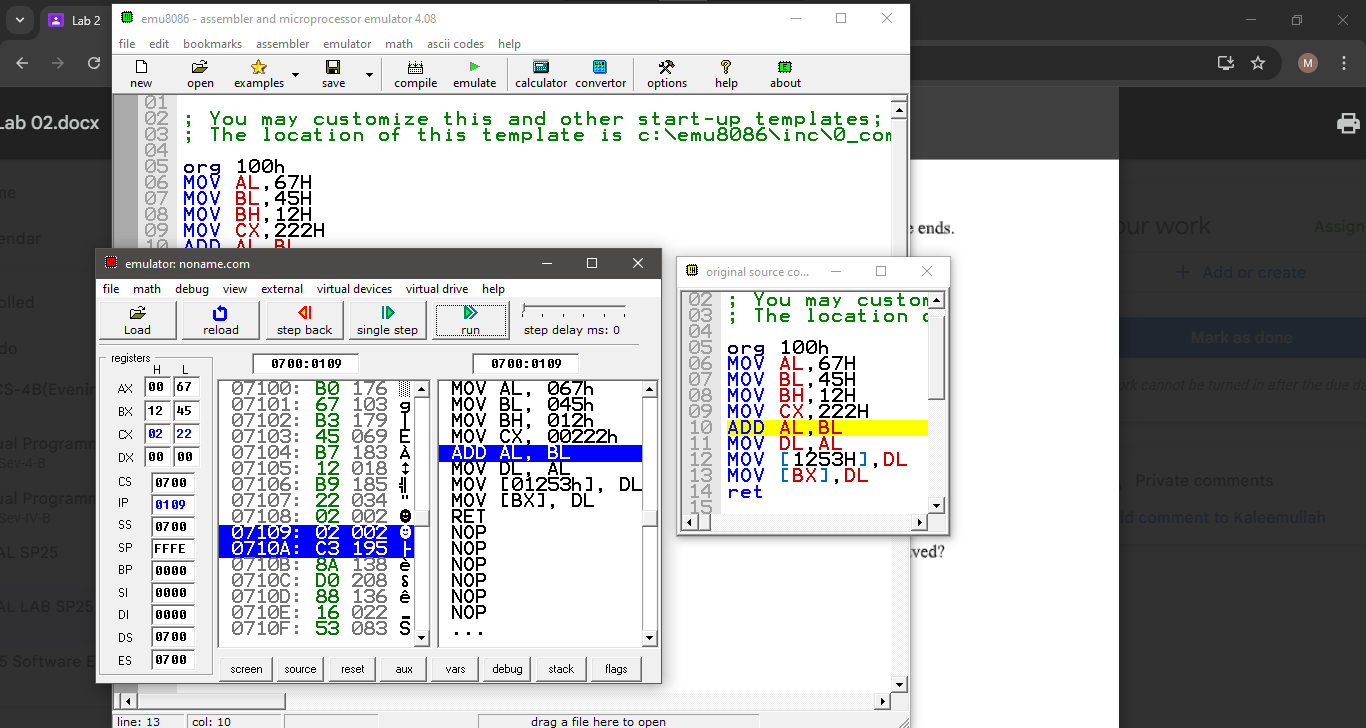 Lab 2
emu8086 - assembler and microprocessor emulator 4.08
file edit bookmarks assembler emulator math ascii codes help
new open examples save compile emulate calculator convertor options help about
M
Lab 02.docx
01
02 ; You may customize this and other start-up templates;
03 ; The location of this template is c:\emu8086\inc\0_com
04
05 org 100h
06 MOV AL,67H
07 MOV BL,45H
08 MOV BH,12H
09 MOV CX,222H
10 ADD AL,BL
ends.
our work
Assign
+ Add or create
Mark as done
ork cannot be turned in after the due da
Private comments
dd comment to Kaleemullah
ved?
me
endar
olled
do
CS-4B(Evenin
ual Programm
Sev-4-B
ual Programm
Sev-IV-B
AL SP25
AL LAB SP25
5 Software E
emulator: noname.com
file math debug view external virtual devices virtual drive help
Load reload step back single step run step delay ms: 0
registers
H L
AX 00 67
BX 12 45
CX 02 22
DX 00 00
CS 0700
IP 0109
SS 0700
SP FFFE
BP 0000
SI 0000
DI 0000
DS 0700
ES 0700
0700:0109
07100: B0 176 ░
07101: 67 103 g
07102: B3 179 │
07103: 45 069 E
07104: B7 183 À
07105: 12 018 ↕
07106: B9 185 ╣
07107: 22 034 "
07108: 02 002 ☻
07109: 02 002 ☻
0710A: C3 195 ├
0710B: 8A 138 è
0710C: D0 208
0710D: 88 136 ê
0710E: 16 022 ▬
0710F: 53 083 S
0700:0109
MOV AL, 067h
MOV BL, 045h
MOV BH, 012h
MOV CX, 00222h
ADD AL, BL
MOV DL, AL
MOV [01253h], DL
MOV [BX], DL
RET
NOP
NOP
NOP
NOP
NOP
NOP
...
screen source reset aux vars debug stack flags
original source co...
02 ; You may custom
03 ; The location o
04
05 org 100h
06 MOV AL,67H
07 MOV BL,45H
08 MOV BH,12H
09 MOV CX,222H
10 ADD AL,BL
11 MOV DL,AL
12 MOV [1253H],DL
13 MOV [BX],DL
14 ret
15
line: 13 col: 10 drag a file here to open